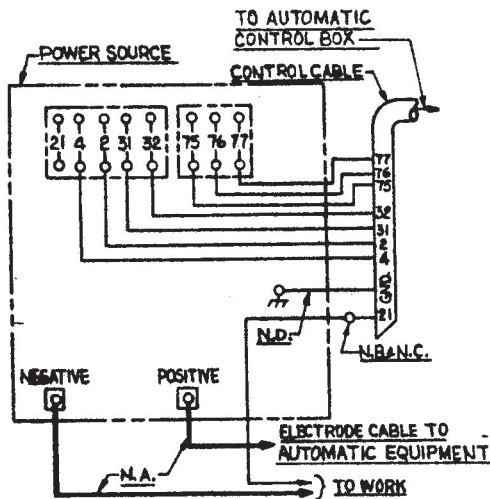 TO AUTOMATIC
CONTROL BOX
POWER SOURCE
CONTROL CABLE
21 4 2 31 32
75 76 77
77
76
75
32
31
2
4
GND
21
N.D.
N.B. N.C.
NEGATIVE
POSITIVE
ELECTRODE CABLE TO
AUTOMATIC EQUIPMENT
N.A.
TO WORK